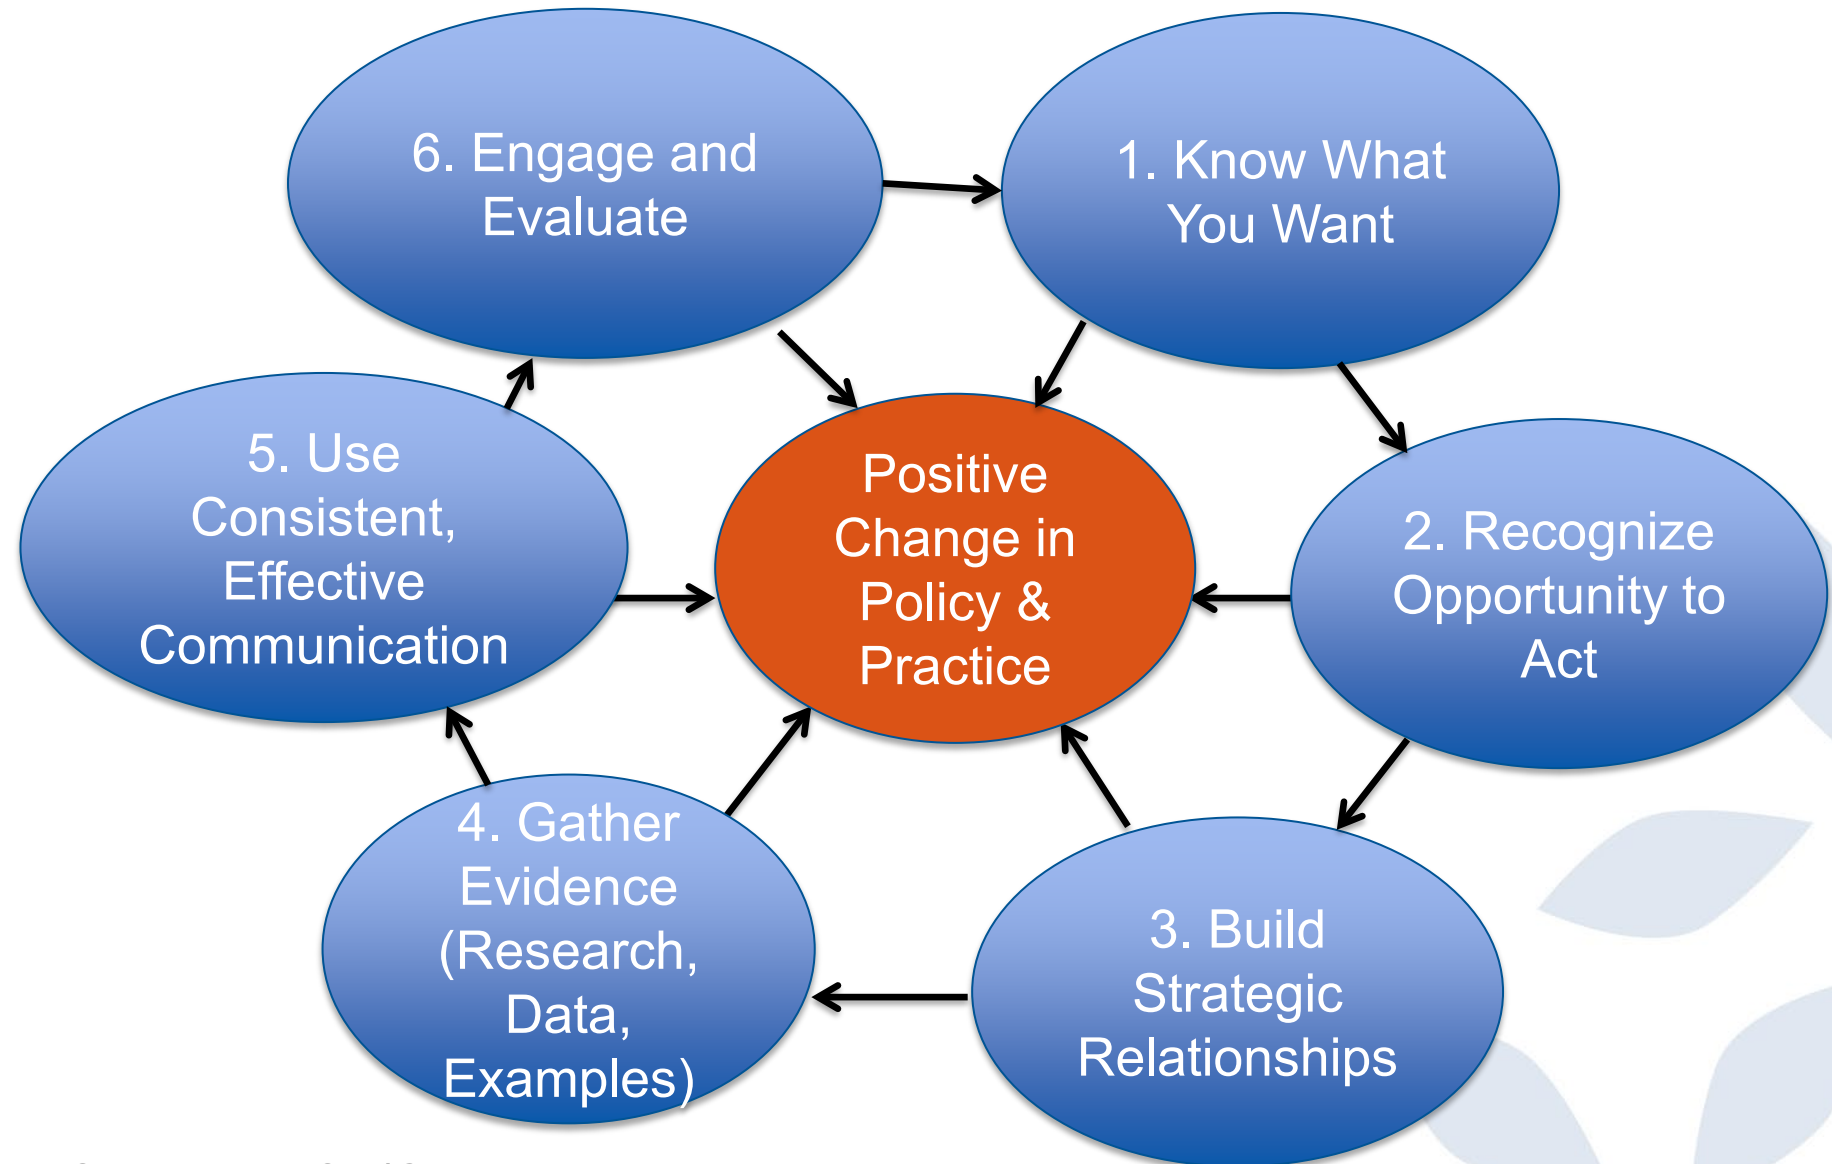 6. Engage and
Evaluate
1. Know What
You Want
5. Use
Consistent,
Effective
Communication
Positive
Change in
Policy &
Practice
2. Recognize
Opportunity to
Act
4. Gather
Evidence
(Research,
Data,
Examples)
3. Build
Strategic
Relationships